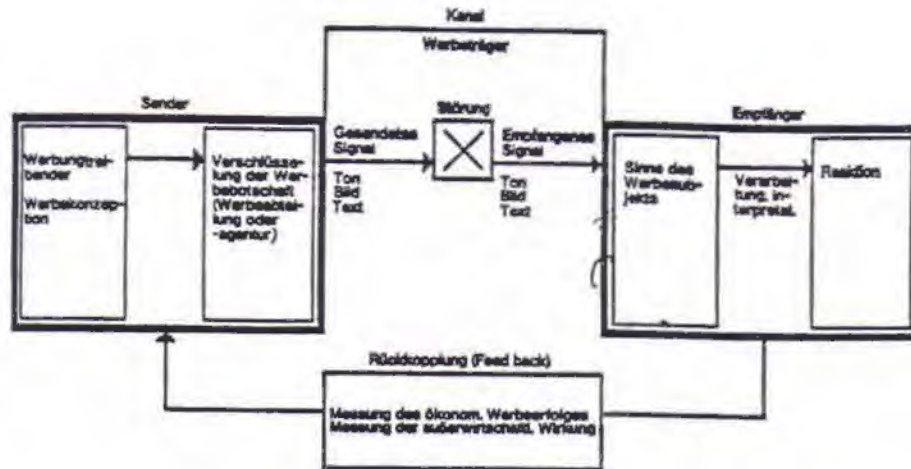 Kanal
Werbeträger
Sender
Störung
Empfänger
Werbungtrei-
bender
Werbekonzep-
tion
Verschlüsse-
lung der Wer-
bebotschaft
(Werbeabtei-
lung oder
-agentur)
Gesendetes
Signal
Ton
Bild
Text
Empfangenes
Signal
Ton
Bild
Text
Sinne des
Werbesub-
jekts
Verarbei-
tung, in-
terpretat.
Reaktion
Rückkopplung (Feed back)
Messung des ökonom. Werbeerfolges
Messung der außerwirtschaftl. Wirkung